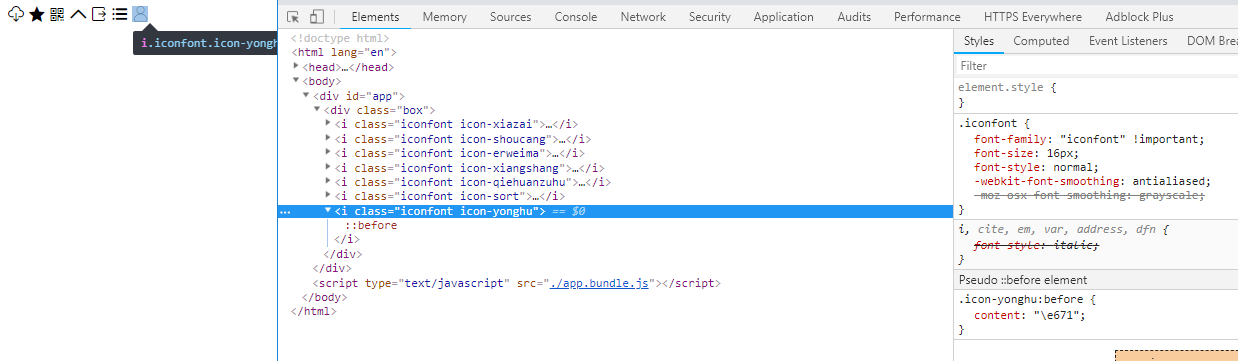 i.iconfont.icon-yongh
Elements Memory Sources Console Network Security Application Audits Performance HTTPS Everywhere Adblock Plus
<!doctype html>
<html lang="en">
<head>…</head>
<body>
<div id="app">
<div class="box">
<i class="iconfont icon-xiazai">…</i>
<i class="iconfont icon-shoucang">…</i>
<i class="iconfont icon-erweima">…</i>
<i class="iconfont icon-xiangshang">…</i>
<i class="iconfont icon-qiehuanzuhu">…</i>
<i class="iconfont icon-sort">…</i>
… <i class="iconfont icon-yonghu"> == $0
::before
</i>
</div>
</div>
<script type="text/javascript" src="./app.bundle.js"></script>
</body>
</html>
Styles Computed Event Listeners DOM Brea
Filter
element.style {
}
.iconfont {
font-family: "iconfont" !important;
font-size: 16px;
font-style: normal;
-webkit-font-smoothing: antialiased;
-moz-osx-font-smoothing: grayscale;
}
i, cite, em, var, address, dfn {
font-style: italic;
}
Pseudo ::before element
.icon-yonghu:before {
content: "\e671";
}